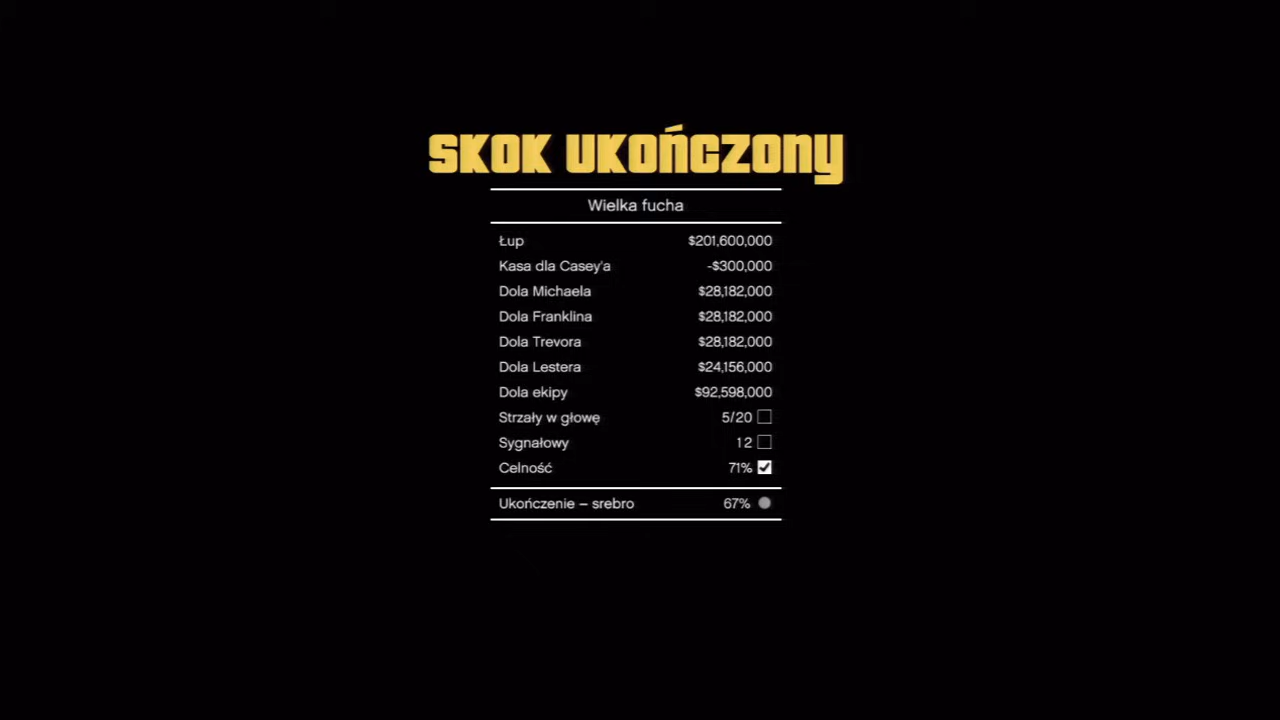 SKOK UKOŃCZONY
Wielka fucha
Łup $201,600,000
Kasa dla Casey'a -$300,000
Dola Michaela $28,182,000
Dola Franklina $28,182,000
Dola Trevora $28,182,000
Dola Lestera $24,156,000
Dola ekipy $92,598,000
Strzały w głowę 5/20
Sygnałowy 12
Celność 71%
Ukończenie – srebro 67%